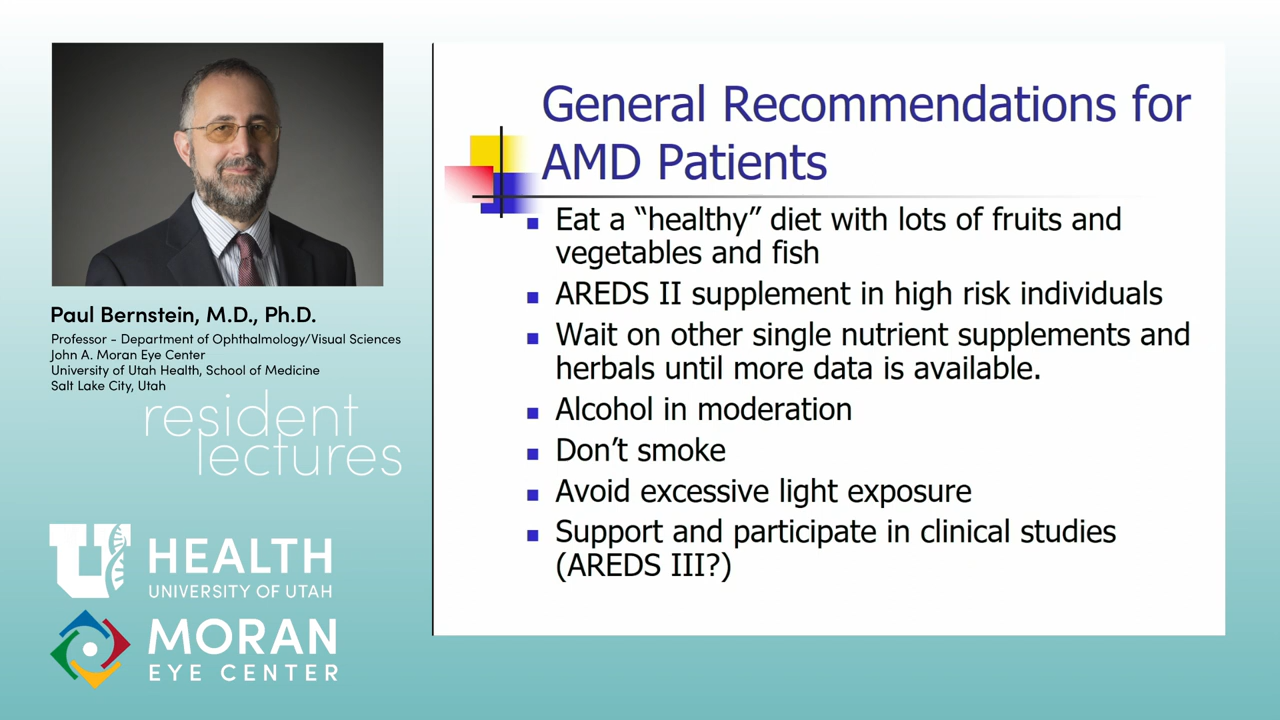 Paul Bernstein, M.D., Ph.D.
Professor - Department of Ophthalmology/Visual Sciences
John A. Moran Eye Center
University of Utah Health, School of Medicine
Salt Lake City, Utah
resident
lectures
U HEALTH
UNIVERSITY OF UTAH
MORAN
EYE CENTER
General Recommendations for
AMD Patients
Eat a “healthy” diet with lots of fruits and
vegetables and fish
AREDS II supplement in high risk individuals
Wait on other single nutrient supplements and
herbals until more data is available.
Alcohol in moderation
Don’t smoke
Avoid excessive light exposure
Support and participate in clinical studies
(AREDS III?)